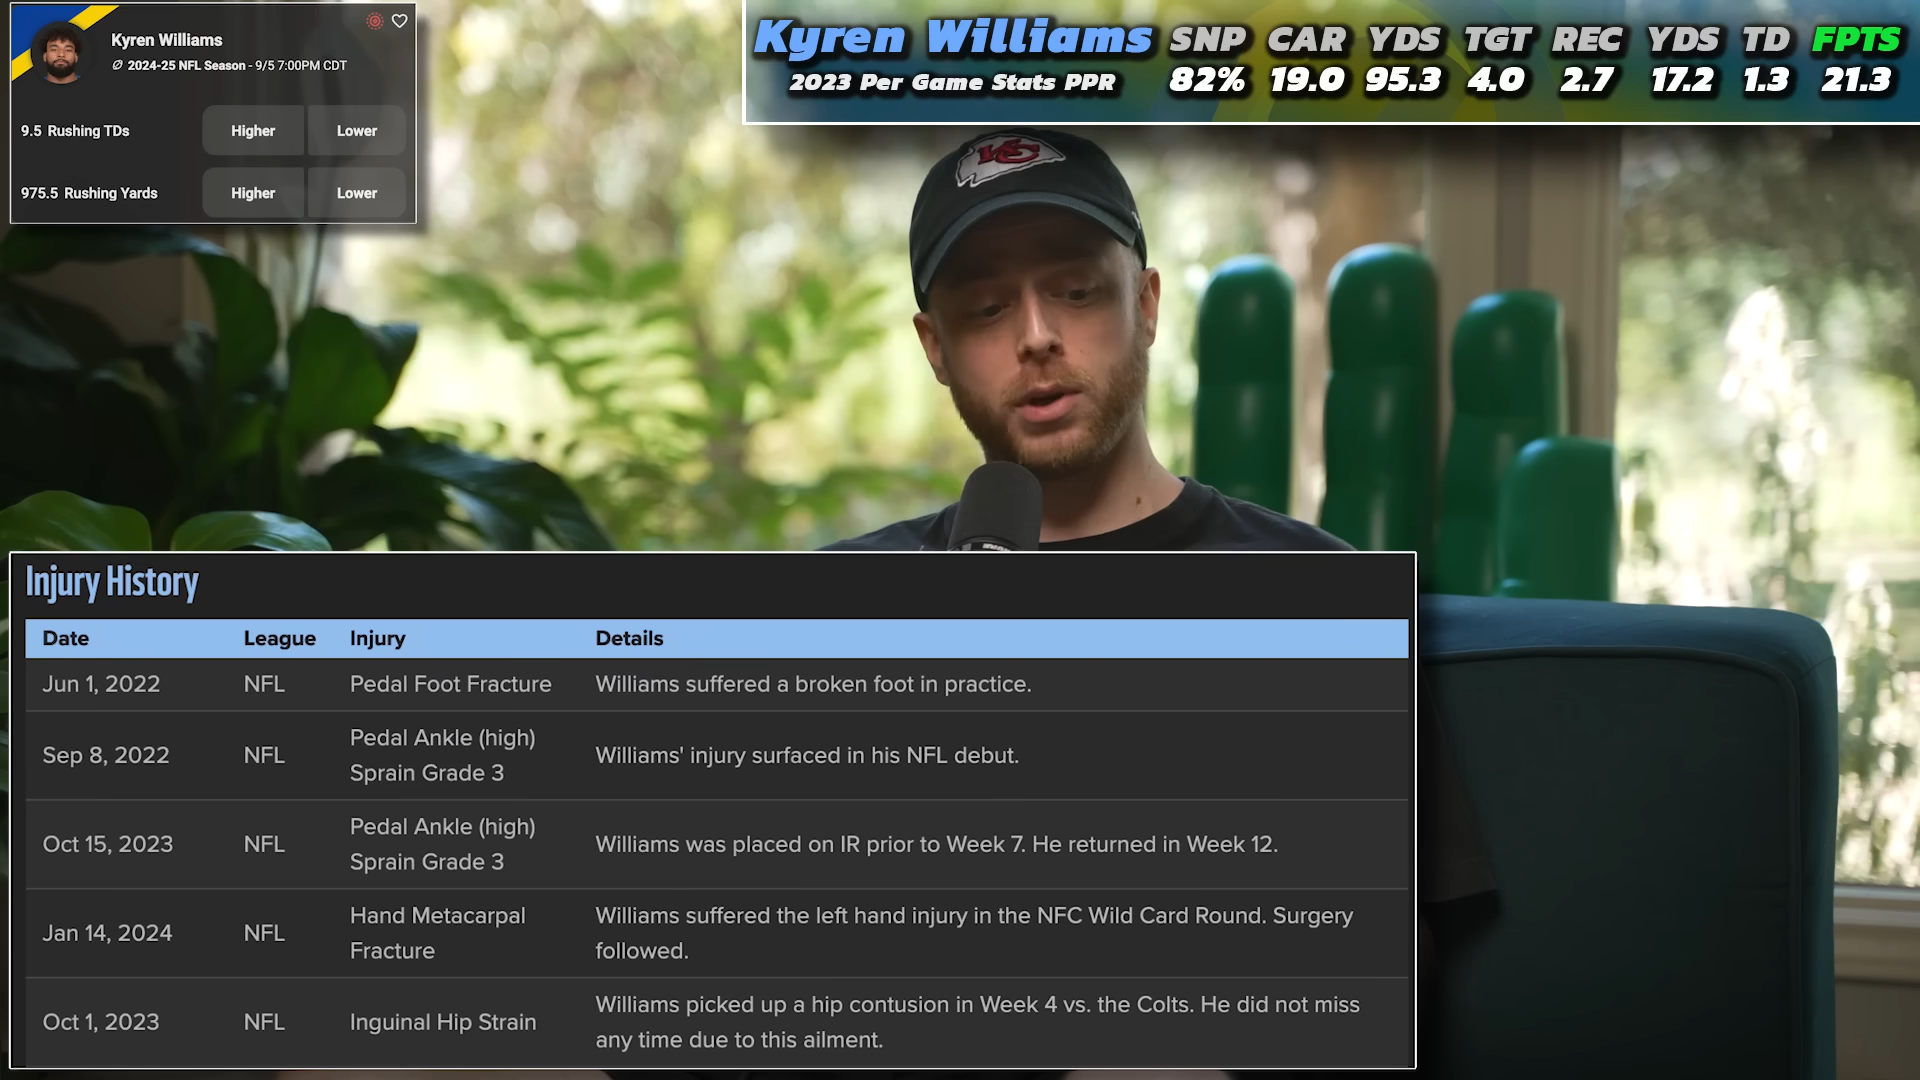 Kyren Williams
2024-25 NFL Season - 9/5 7:00PM CDT
9.5 Rushing TDs Higher Lower
975.5 Rushing Yards Higher Lower
Kyren Williams SNP CAR YDS TGT REC YDS TD FPTS
2023 Per Game Stats PPR 82% 19.0 95.3 4.0 2.7 17.2 1.3 21.3
KC
Injury History
Date League Injury Details
Jun 1, 2022 NFL Pedal Foot Fracture Williams suffered a broken foot in practice.
Sep 8, 2022 NFL Pedal Ankle (high) Williams' injury surfaced in his NFL debut.
Sprain Grade 3
Oct 15, 2023 NFL Pedal Ankle (high) Williams was placed on IR prior to Week 7. He returned in Week 12.
Sprain Grade 3
Jan 14, 2024 NFL Hand Metacarpal Williams suffered the left hand injury in the NFC Wild Card Round. Surgery
Fracture followed.
Oct 1, 2023 NFL Inguinal Hip Strain Williams picked up a hip contusion in Week 4 vs. the Colts. He did not miss
any time due to this ailment.